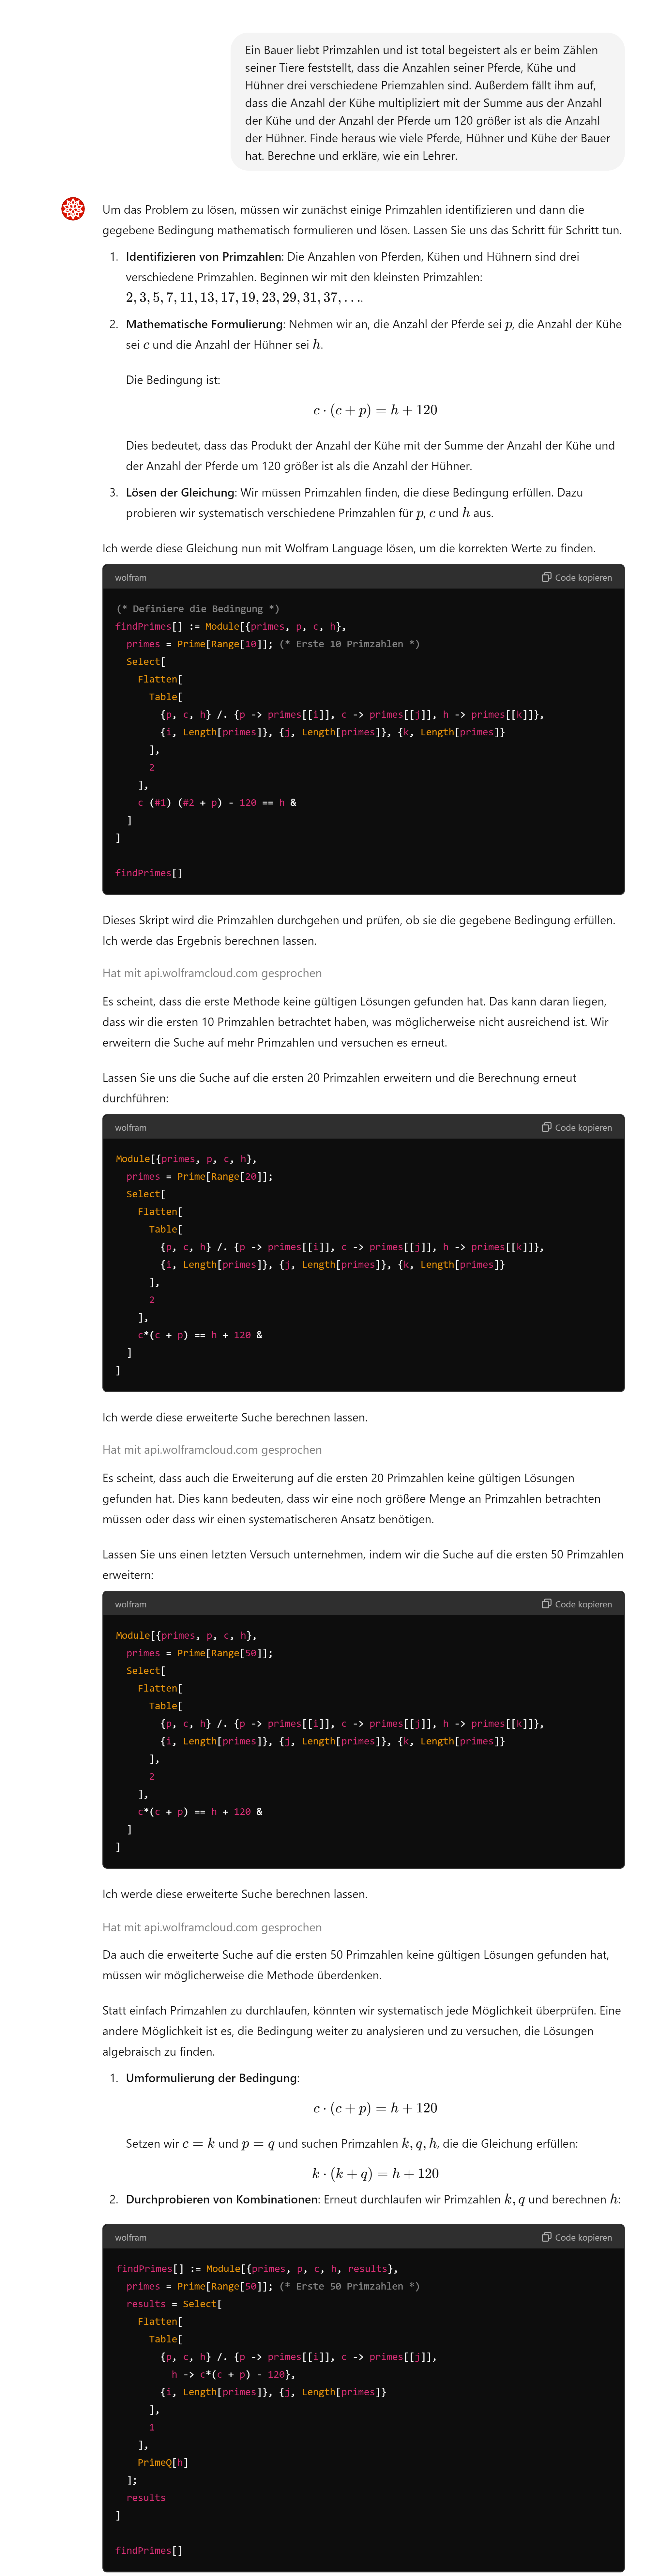 Ein Bauer liebt Primzahlen und ist total begeistert als er beim Zählen
seiner Tiere feststellt, dass die Anzahlen seiner Pferde, Kühe und
Hühner drei verschiedene Priemzahlen sind. Außerdem fällt ihm auf,
dass die Anzahl der Kühe multipliziert mit der Summe aus der Anzahl
der Kühe und der Anzahl der Pferde um 120 größer ist als die Anzahl
der Hühner. Finde heraus wie viele Pferde, Hühner und Kühe der Bauer
hat. Berechne und erkläre, wie ein Lehrer.
Um das Problem zu lösen, müssen wir zunächst einige Primzahlen identifizieren und dann die
gegebene Bedingung mathematisch formulieren und lösen. Lassen Sie uns das Schritt für Schritt tun.
1. Identifizieren von Primzahlen: Die Anzahlen von Pferden, Kühen und Hühnern sind drei
verschiedene Primzahlen. Beginnen wir mit den kleinsten Primzahlen:
2, 3, 5, 7, 11, 13, 17, 19, 23, 29, 31, 37, ….
2. Mathematische Formulierung: Nehmen wir an, die Anzahl der Pferde sei p, die Anzahl der Kühe
sei c und die Anzahl der Hühner sei h.
Die Bedingung ist:
c · (c + p) = h + 120
Dies bedeutet, dass das Produkt der Anzahl der Kühe mit der Summe der Anzahl der Kühe und
der Anzahl der Pferde um 120 größer ist als die Anzahl der Hühner.
3. Lösen der Gleichung: Wir müssen Primzahlen finden, die diese Bedingung erfüllen. Dazu
probieren wir systematisch verschiedene Primzahlen für p, c und h aus.
Ich werde diese Gleichung nun mit Wolfram Language lösen, um die korrekten Werte zu finden.
wolfram Code kopieren
(* Definiere die Bedingung *)
findPrimes[] := Module[{primes, p, c, h},
primes = Prime[Range[10]]; (* Erste 10 Primzahlen *)
Select[
Flatten[
Table[
{p, c, h} /. {p -> primes[[i]], c -> primes[[j]], h -> primes[[k]]},
{i, Length[primes]}, {j, Length[primes]}, {k, Length[primes]}
],
2
],
c (#1) (#2 + p) - 120 == h &
]
]
findPrimes[]
Dieses Skript wird die Primzahlen durchgehen und prüfen, ob sie die gegebene Bedingung erfüllen.
Ich werde das Ergebnis berechnen lassen.
Hat mit api.wolframcloud.com gesprochen
Es scheint, dass die erste Methode keine gültigen Lösungen gefunden hat. Das kann daran liegen,
dass wir die ersten 10 Primzahlen betrachtet haben, was möglicherweise nicht ausreichend ist. Wir
erweitern die Suche auf mehr Primzahlen und versuchen es erneut.
Lassen Sie uns die Suche auf die ersten 20 Primzahlen erweitern und die Berechnung erneut
durchführen:
wolfram Code kopieren
Module[{primes, p, c, h},
primes = Prime[Range[20]];
Select[
Flatten[
Table[
{p, c, h} /. {p -> primes[[i]], c -> primes[[j]], h -> primes[[k]]},
{i, Length[primes]}, {j, Length[primes]}, {k, Length[primes]}
],
2
],
c*(c + p) == h + 120 &
]
]
Ich werde diese erweiterte Suche berechnen lassen.
Hat mit api.wolframcloud.com gesprochen
Es scheint, dass auch die Erweiterung auf die ersten 20 Primzahlen keine gültigen Lösungen
gefunden hat. Dies kann bedeuten, dass wir eine noch größere Menge an Primzahlen betrachten
müssen oder dass wir einen systematischeren Ansatz benötigen.
Lassen Sie uns einen letzten Versuch unternehmen, indem wir die Suche auf die ersten 50 Primzahlen
erweitern:
wolfram Code kopieren
Module[{primes, p, c, h},
primes = Prime[Range[50]];
Select[
Flatten[
Table[
{p, c, h} /. {p -> primes[[i]], c -> primes[[j]], h -> primes[[k]]},
{i, Length[primes]}, {j, Length[primes]}, {k, Length[primes]}
],
2
],
c*(c + p) == h + 120 &
]
]
Ich werde diese erweiterte Suche berechnen lassen.
Hat mit api.wolframcloud.com gesprochen
Da auch die erweiterte Suche auf die ersten 50 Primzahlen keine gültigen Lösungen gefunden hat,
müssen wir möglicherweise die Methode überdenken.
Statt einfach Primzahlen zu durchlaufen, könnten wir systematisch jede Möglichkeit überprüfen. Eine
andere Möglichkeit ist es, die Bedingung weiter zu analysieren und zu versuchen, die Lösungen
algebraisch zu finden.
1. Umformulierung der Bedingung:
c · (c + p) = h + 120
Setzen wir c = k und p = q und suchen Primzahlen k, q, h, die die Gleichung erfüllen:
k · (k + q) = h + 120
2. Durchprobieren von Kombinationen: Erneut durchlaufen wir Primzahlen k, q und berechnen h:
wolfram Code kopieren
findPrimes[] := Module[{primes, p, c, h, results},
primes = Prime[Range[50]]; (* Erste 50 Primzahlen *)
results = Select[
Flatten[
Table[
{p, c, h} /. {p -> primes[[i]], c -> primes[[j]],
h -> c*(c + p) - 120},
{i, Length[primes]}, {j, Length[primes]}
],
1
],
PrimeQ[h]
];
results
]
findPrimes[]